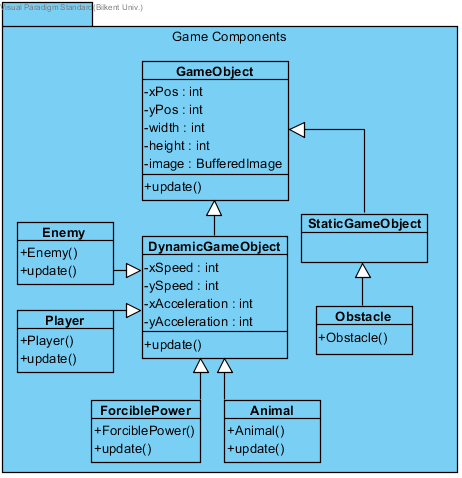 Visual Paradigm Standard(Bilkent Univ.)
Game Components
GameObject
-xPos : int
-yPos : int
-width : int
-height : int
-image : BufferedImage
+update()
Enemy
+Enemy()
+update()
StaticGameObject
DynamicGameObject
-xSpeed : int
-ySpeed : int
-xAcceleration : int
-yAcceleration : int
+update()
Player
+Player()
+update()
Obstacle
+Obstacle()
ForciblePower
+ForciblePower()
+update()
Animal
+Animal()
+update()